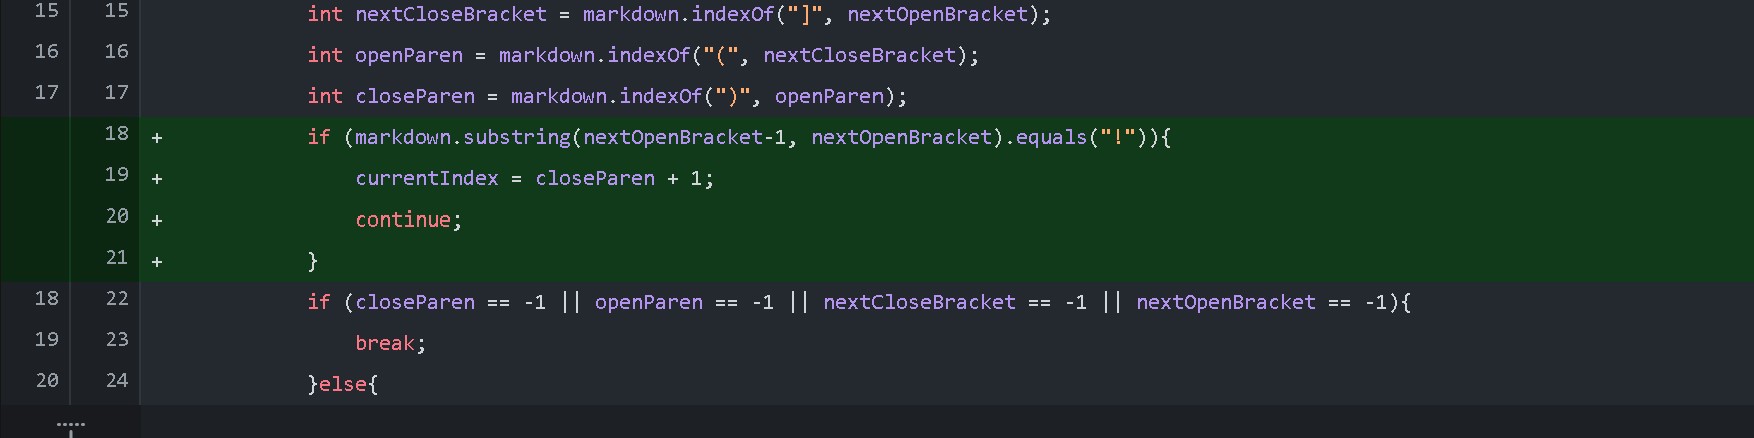 15 15 int nextCloseBracket = markdown.indexOf("]", nextOpenBracket);
16 16 int openParen = markdown.indexOf("(", nextCloseBracket);
17 17 int closeParen = markdown.indexOf(")", openParen);
18 + if (markdown.substring(nextOpenBracket-1, nextOpenBracket).equals("!")){
19 + currentIndex = closeParen + 1;
20 + continue;
21 + }
18 22 if (closeParen == -1 || openParen == -1 || nextCloseBracket == -1 || nextOpenBracket == -1){
19 23 break;
20 24 }else{